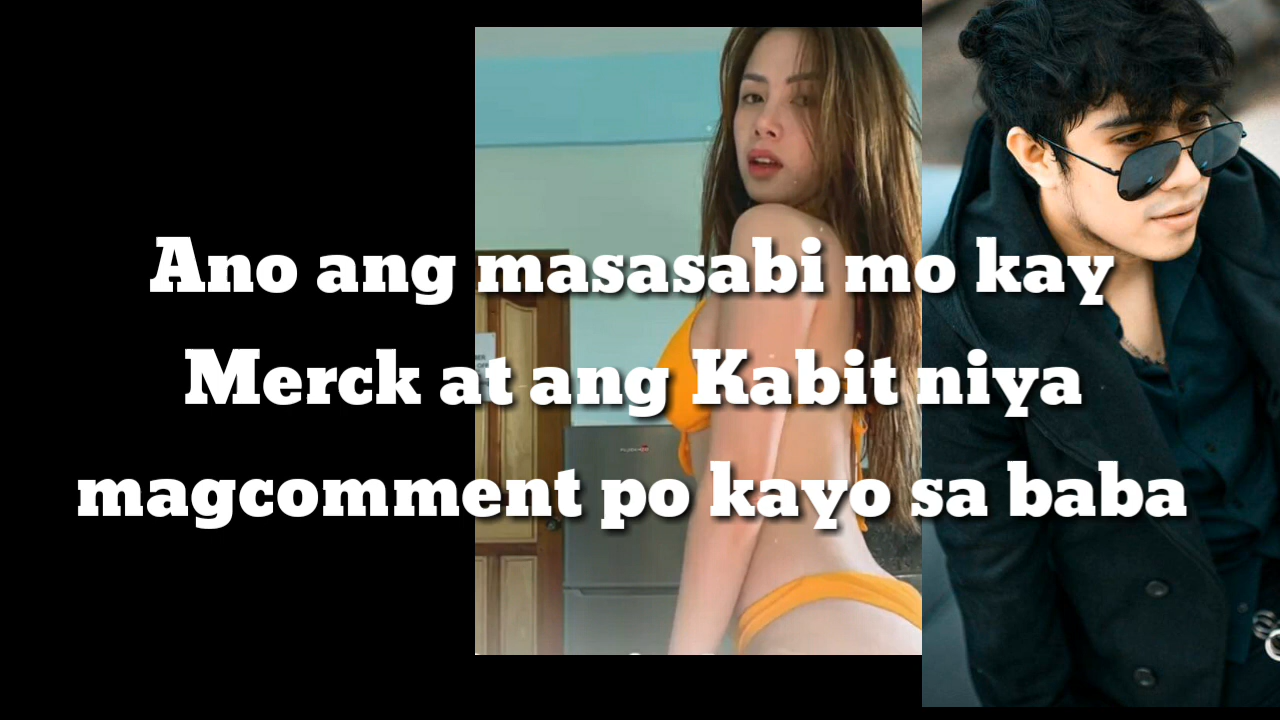 Ano ang masasabi mo kay
Merck at ang Kabit niya
magcomment po kayo sa baba